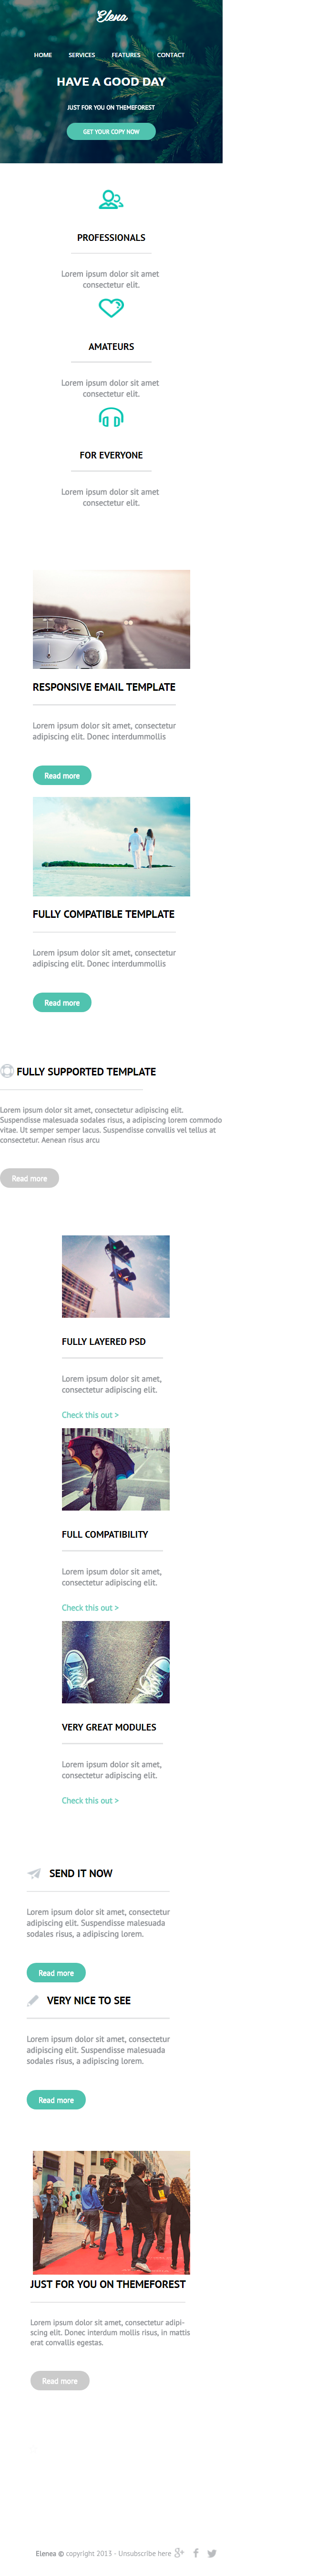 Elena
HOME SERVICES FEATURES CONTACT
HAVE A GOOD DAY
JUST FOR YOU ON THEMEFOREST
GET YOUR COPY NOW
PROFESSIONALS
Lorem ipsum dolor sit amet
consectetur elit.
AMATEURS
Lorem ipsum dolor sit amet
consectetur elit.
FOR EVERYONE
Lorem ipsum dolor sit amet
consectetur elit.
RESPONSIVE EMAIL TEMPLATE
Lorem ipsum dolor sit amet, consectetur
adipiscing elit. Donec interdummollis
Read more
FULLY COMPATIBLE TEMPLATE
Lorem ipsum dolor sit amet, consectetur
adipiscing elit. Donec interdummollis
Read more
FULLY SUPPORTED TEMPLATE
Lorem ipsum dolor sit amet, consectetur adipiscing elit.
Suspendisse malesuada sodales risus, a adipiscing lorem commodo
vitae. Ut semper semper lacus. Suspendisse convallis vel tellus at
consectetur. Aenean risus arcu
Read more
FULLY LAYERED PSD
Lorem ipsum dolor sit amet,
consectetur adipiscing elit.
Check this out >
FULL COMPATIBILITY
Lorem ipsum dolor sit amet,
consectetur adipiscing elit.
Check this out >
VERY GREAT MODULES
Lorem ipsum dolor sit amet,
consectetur adipiscing elit.
Check this out >
SEND IT NOW
Lorem ipsum dolor sit amet, consectetur
adipiscing elit. Suspendisse malesuada
sodales risus, a adipiscing lorem.
Read more
VERY NICE TO SEE
Lorem ipsum dolor sit amet, consectetur
adipiscing elit. Suspendisse malesuada
sodales risus, a adipiscing lorem.
Read more
JUST FOR YOU ON THEMEFOREST
Lorem ipsum dolor sit amet, consectetur adipi-
scing elit. Donec interdum mollis risus, in mattis
erat convallis egestas.
Read more
Elenea © copyright 2013 - Unsubscribe here